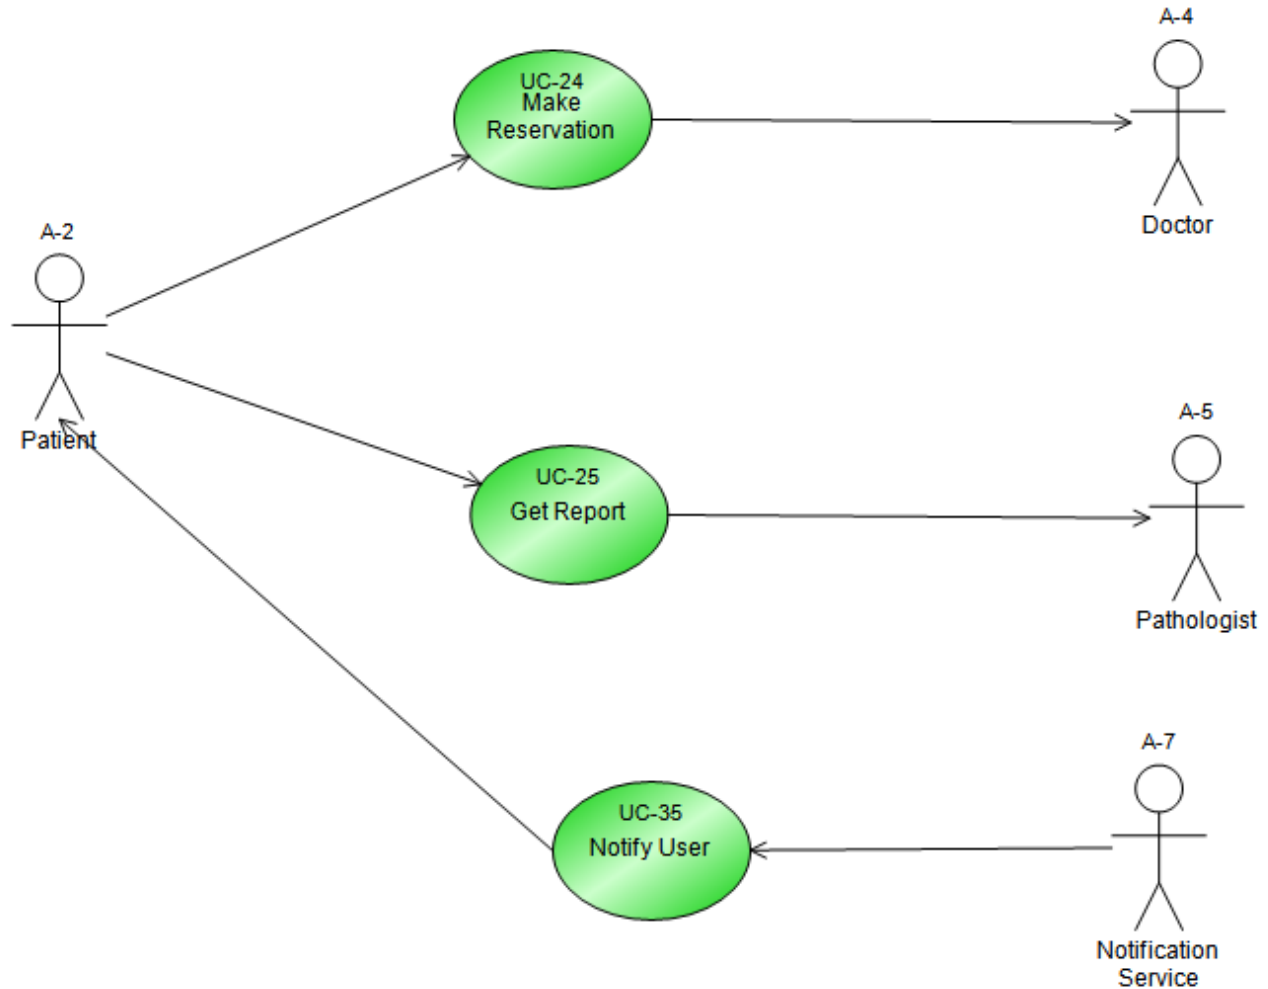 A-4
UC-24
Make
Reservation
Doctor
A-2
Patient
A-5
UC-25
Get Report
Pathologist
A-7
UC-35
Notify User
Notification
Service